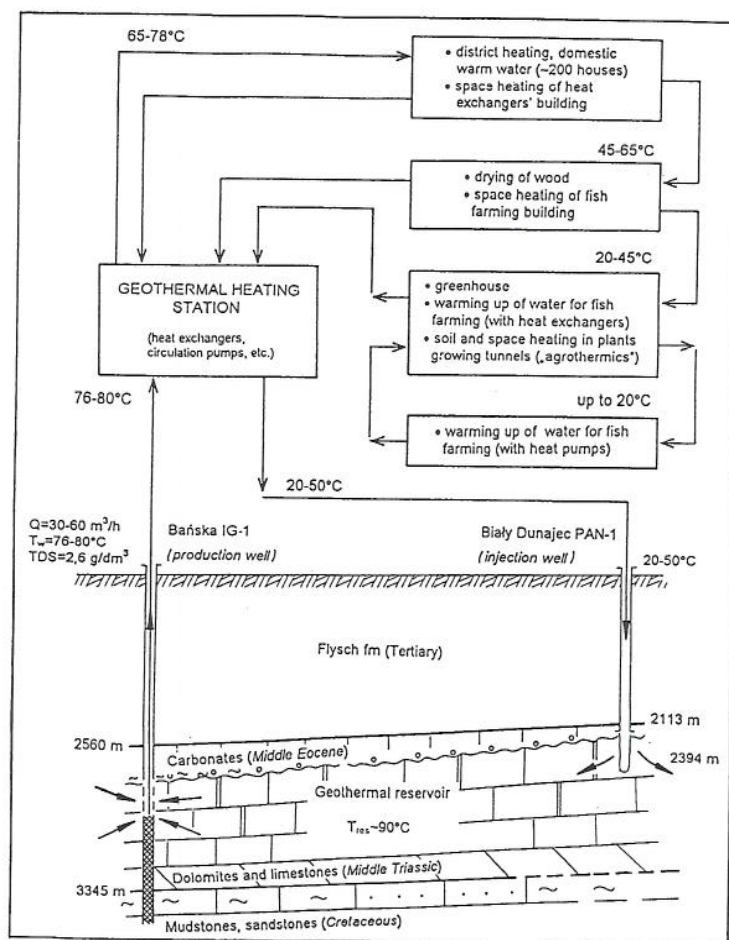 65-78°C
• district heating, domestic
warm water (~200 houses)
• space heating of heat
exchangers' building
45-65°C
• drying of wood
• space heating of fish
farming building
20-45°C
GEOTHERMAL HEATING
STATION
(heat exchangers,
circulation pumps, etc.)
• greenhouse
• warming up of water for fish
farming (with heat exchangers)
• soil and space heating in plants
growing tunnels („agrothermics")
76-80°C
up to 20°C
• warming up of water for fish
farming (with heat pumps)
20-50°C
Q=30-60 m³/h
Tw=76-80°C
TDS=2,6 g/dm³
Bańska IG-1
(production well)
Biały Dunajec PAN-1
(injection well)
20-50°C
Flysch fm (Tertiary)
2113 m
2560 m
Carbonates (Middle Eocene)
2394 m
Geothermal reservoir
Tres~90°C
Dolomites and limestones (Middle Triassic)
3345 m
Mudstones, sandstones (Cretaceous)